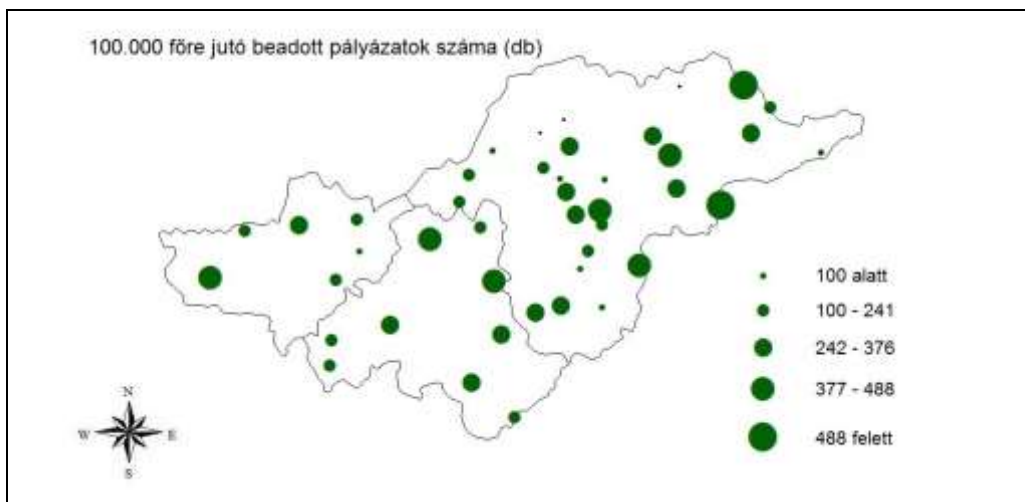 100.000 főre jutó beadott pályázatok száma (db)
100 alatt
100 - 241
242 - 376
377 - 488
488 felett
N
W E
S